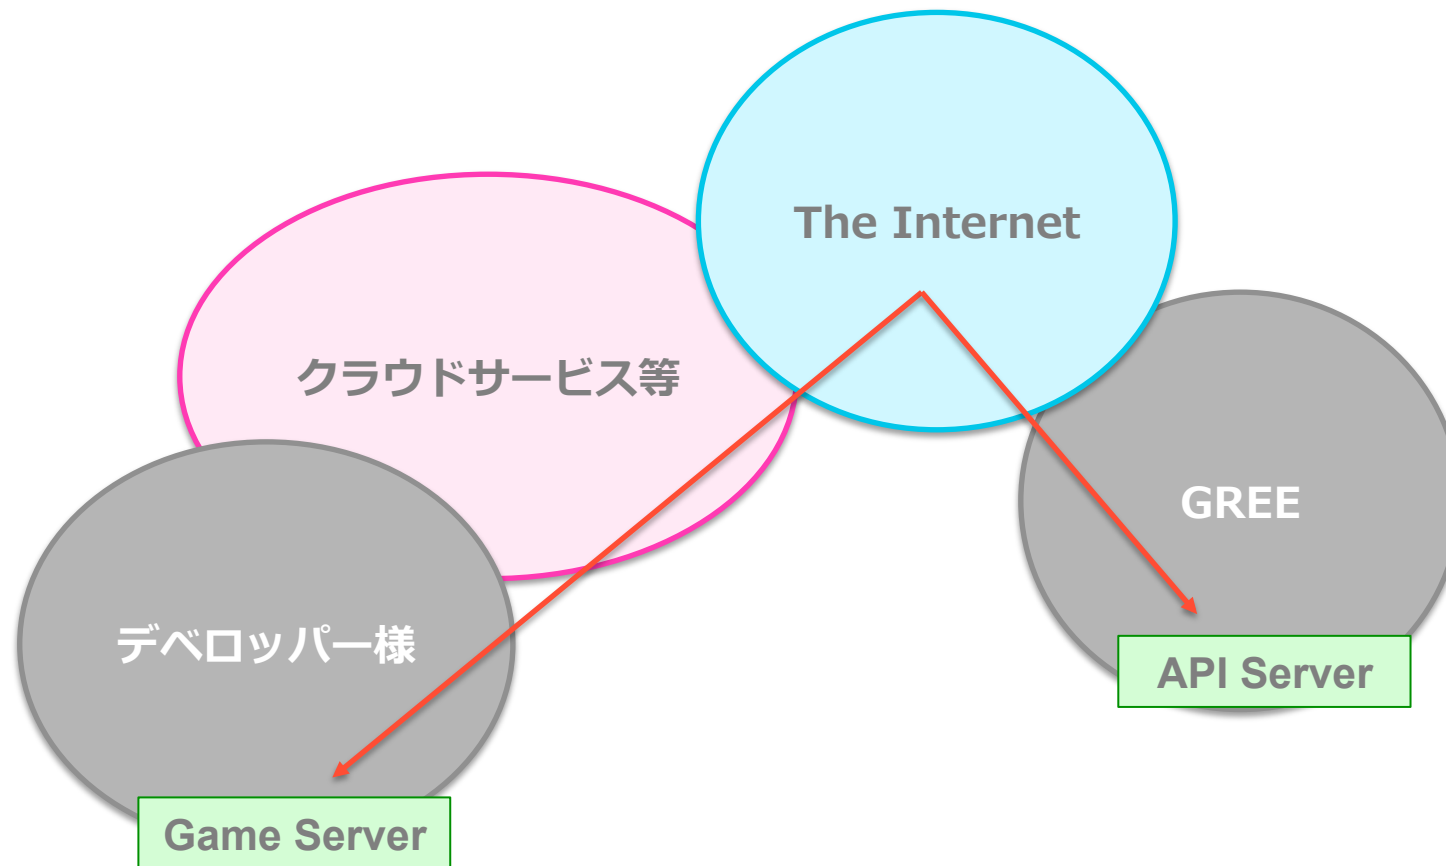 The Internet
クラウドサービス等
GREE
デベロッパー様
API Server
Game Server